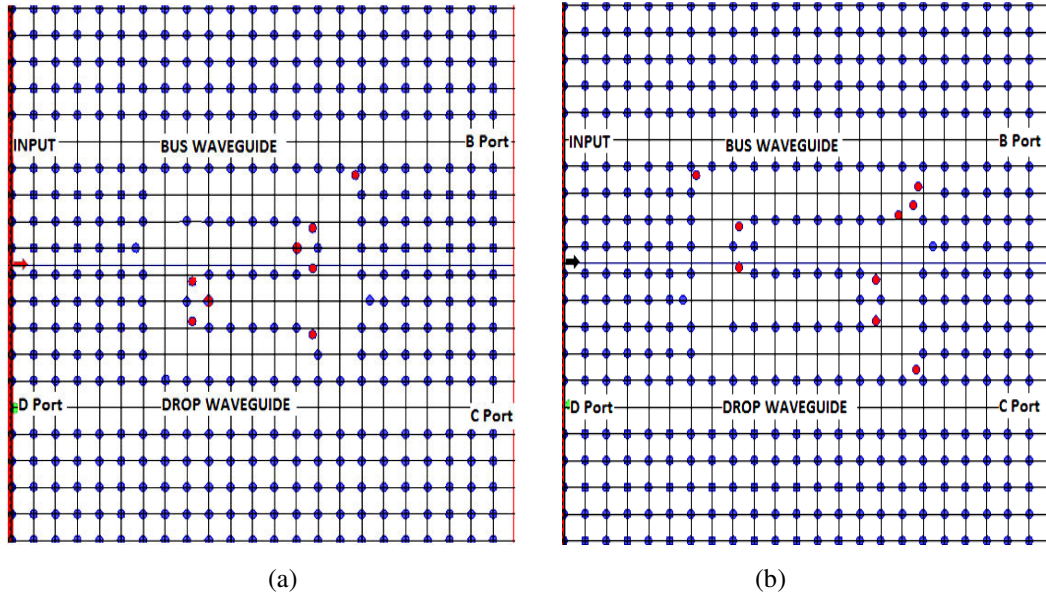 INPUT BUS WAVEGUIDE B Port
D Port DROP WAVEGUIDE C Port
(a)
INPUT BUS WAVEGUIDE B Port
D Port DROP WAVEGUIDE C Port
(b)